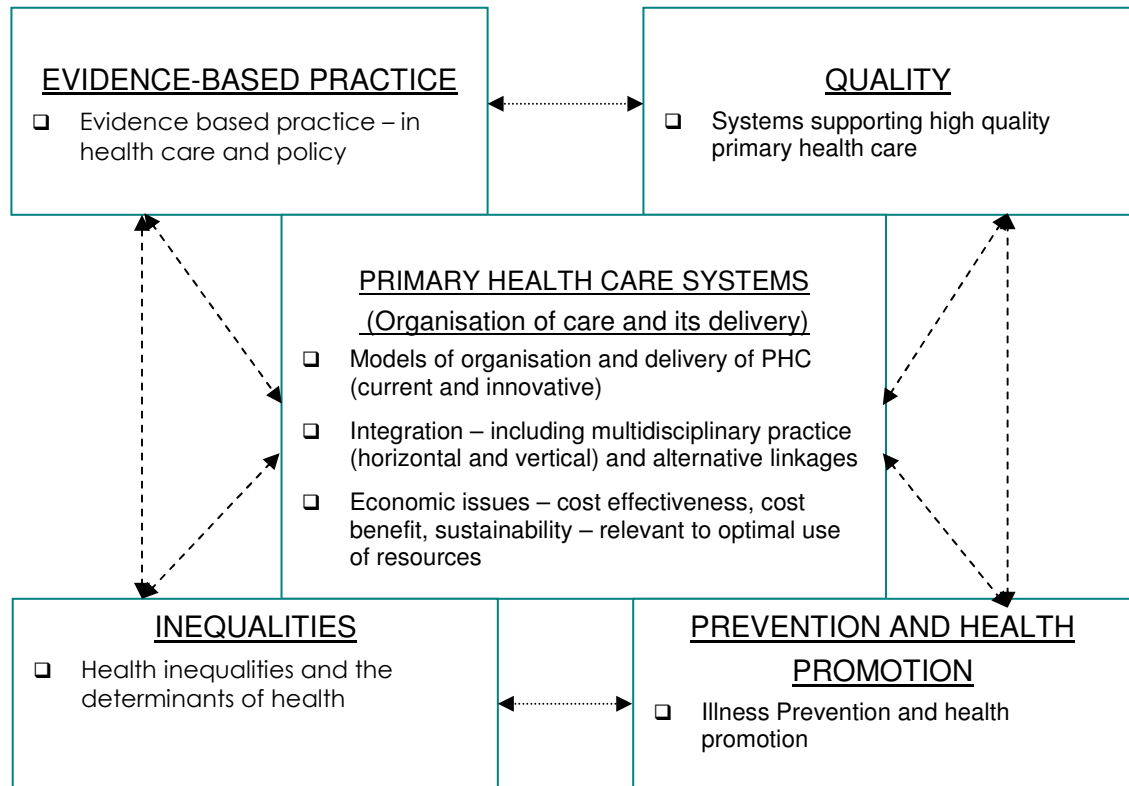 EVIDENCE-BASED PRACTICE
❑ Evidence based practice – in
health care and policy
QUALITY
❑ Systems supporting high quality
primary health care
PRIMARY HEALTH CARE SYSTEMS
(Organisation of care and its delivery)
❑ Models of organisation and delivery of PHC
(current and innovative)
❑ Integration – including multidisciplinary practice
(horizontal and vertical) and alternative linkages
❑ Economic issues – cost effectiveness, cost
benefit, sustainability – relevant to optimal use
of resources
INEQUALITIES
❑ Health inequalities and the
determinants of health
PREVENTION AND HEALTH
PROMOTION
❑ Illness Prevention and health
promotion